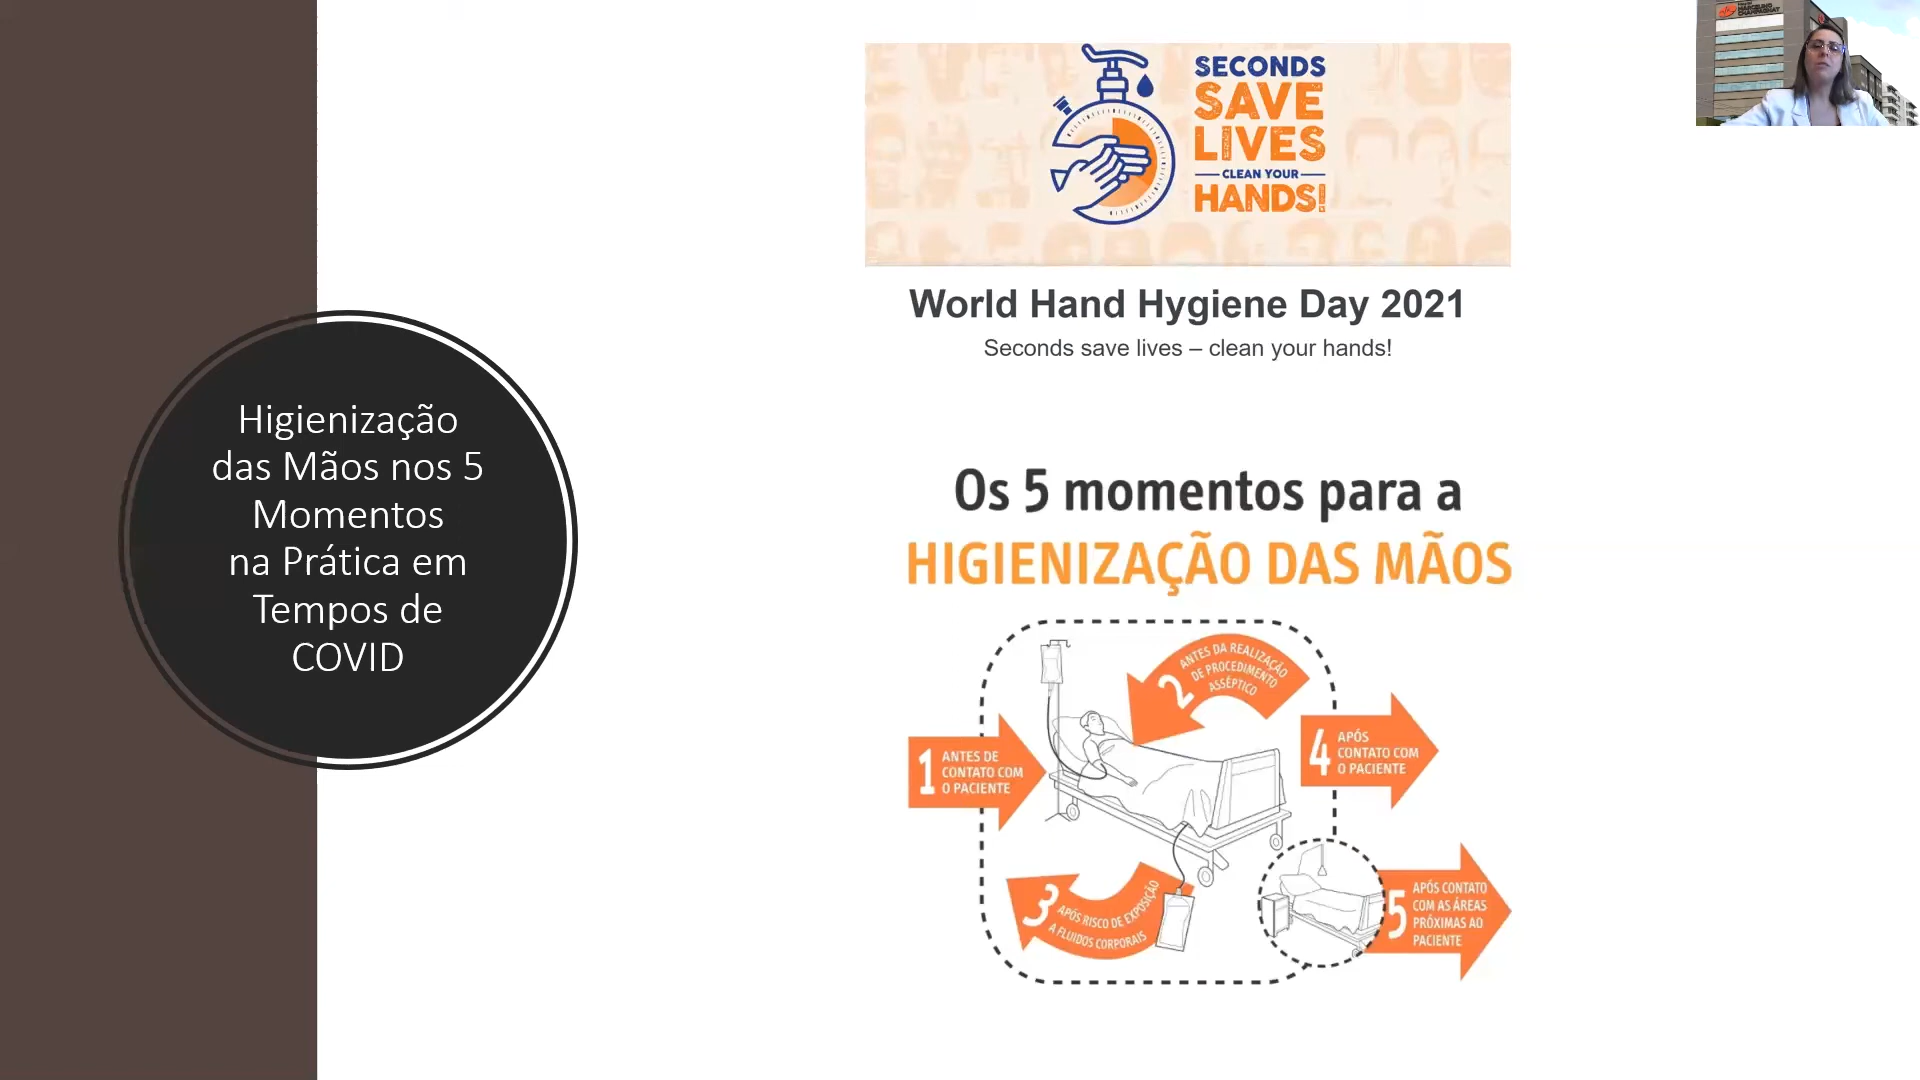 Higienização
das Mãos nos 5
Momentos
na Prática em
Tempos de
COVID
SECONDS
SAVE
LIVES
CLEAN YOUR
HANDS!
World Hand Hygiene Day 2021
Seconds save lives – clean your hands!
Os 5 momentos para a
HIGIENIZAÇÃO DAS MÃOS
1
ANTES DE
CONTATO COM
O PACIENTE
2
ANTES DA REALIZAÇÃO
DE PROCEDIMENTO
ASSÉPTICO
3
APÓS RISCO DE EXPOSIÇÃO
A FLUIDOS CORPORAIS
4
APÓS
CONTATO COM
O PACIENTE
5
APÓS CONTATO
COM AS ÁREAS
PRÓXIMAS AO
PACIENTE
MARCELINO
CHAMPAGNAT